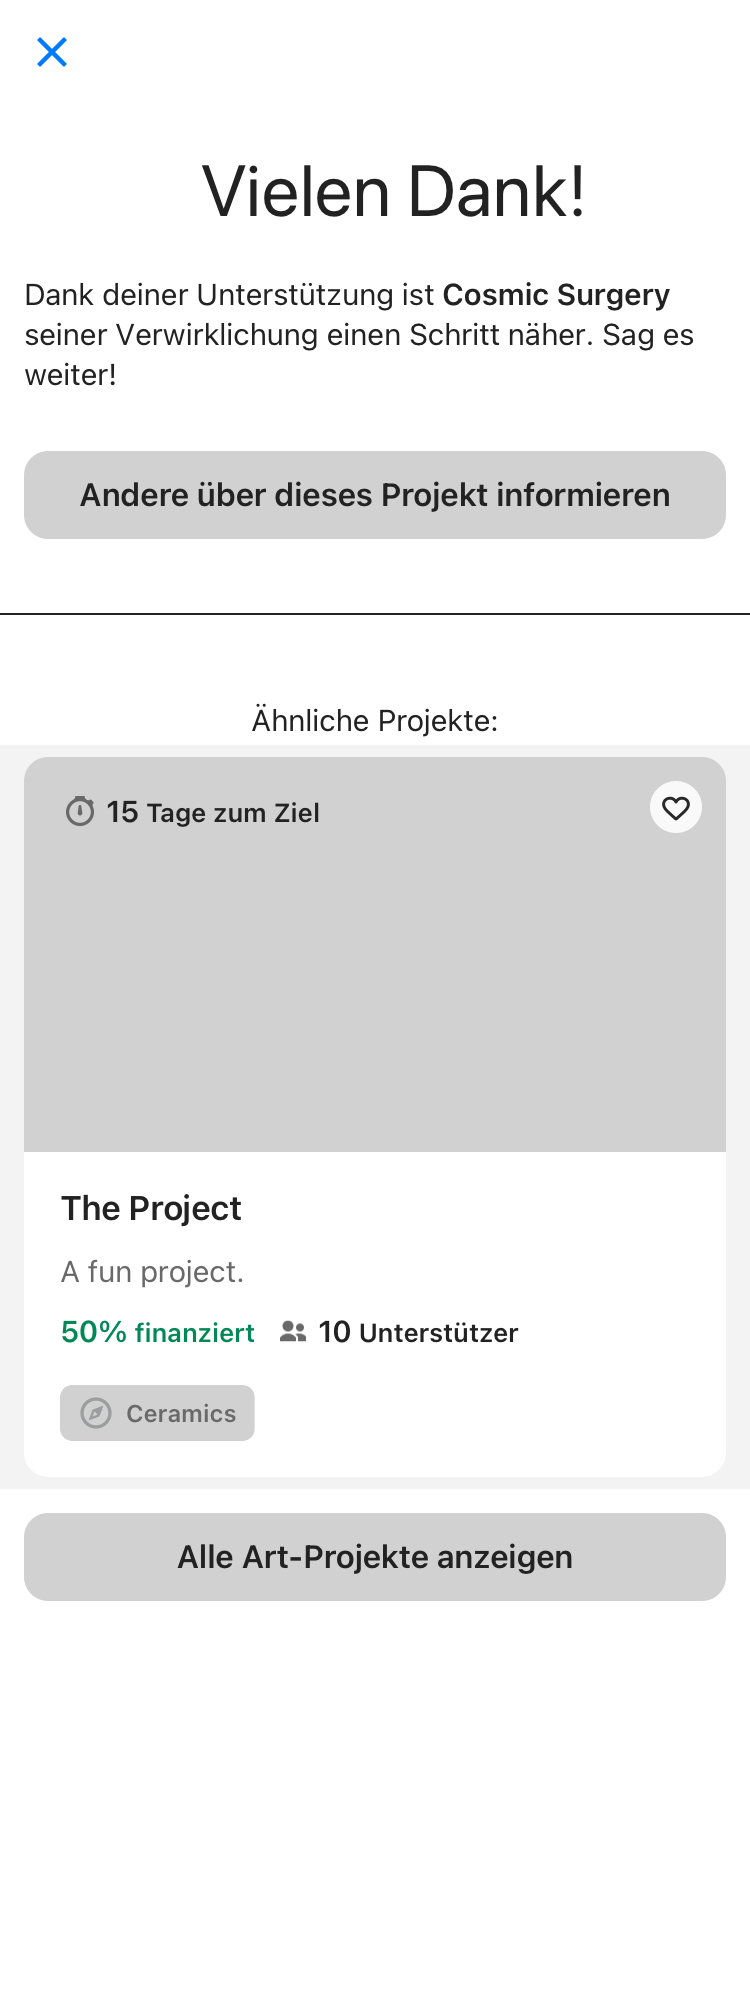 Vielen Dank!
Dank deiner Unterstützung ist Cosmic Surgery
seiner Verwirklichung einen Schritt näher. Sag es
weiter!
Andere über dieses Projekt informieren
Ähnliche Projekte:
15 Tage zum Ziel
The Project
A fun project.
50% finanziert 10 Unterstützer
Ceramics
Alle Art-Projekte anzeigen